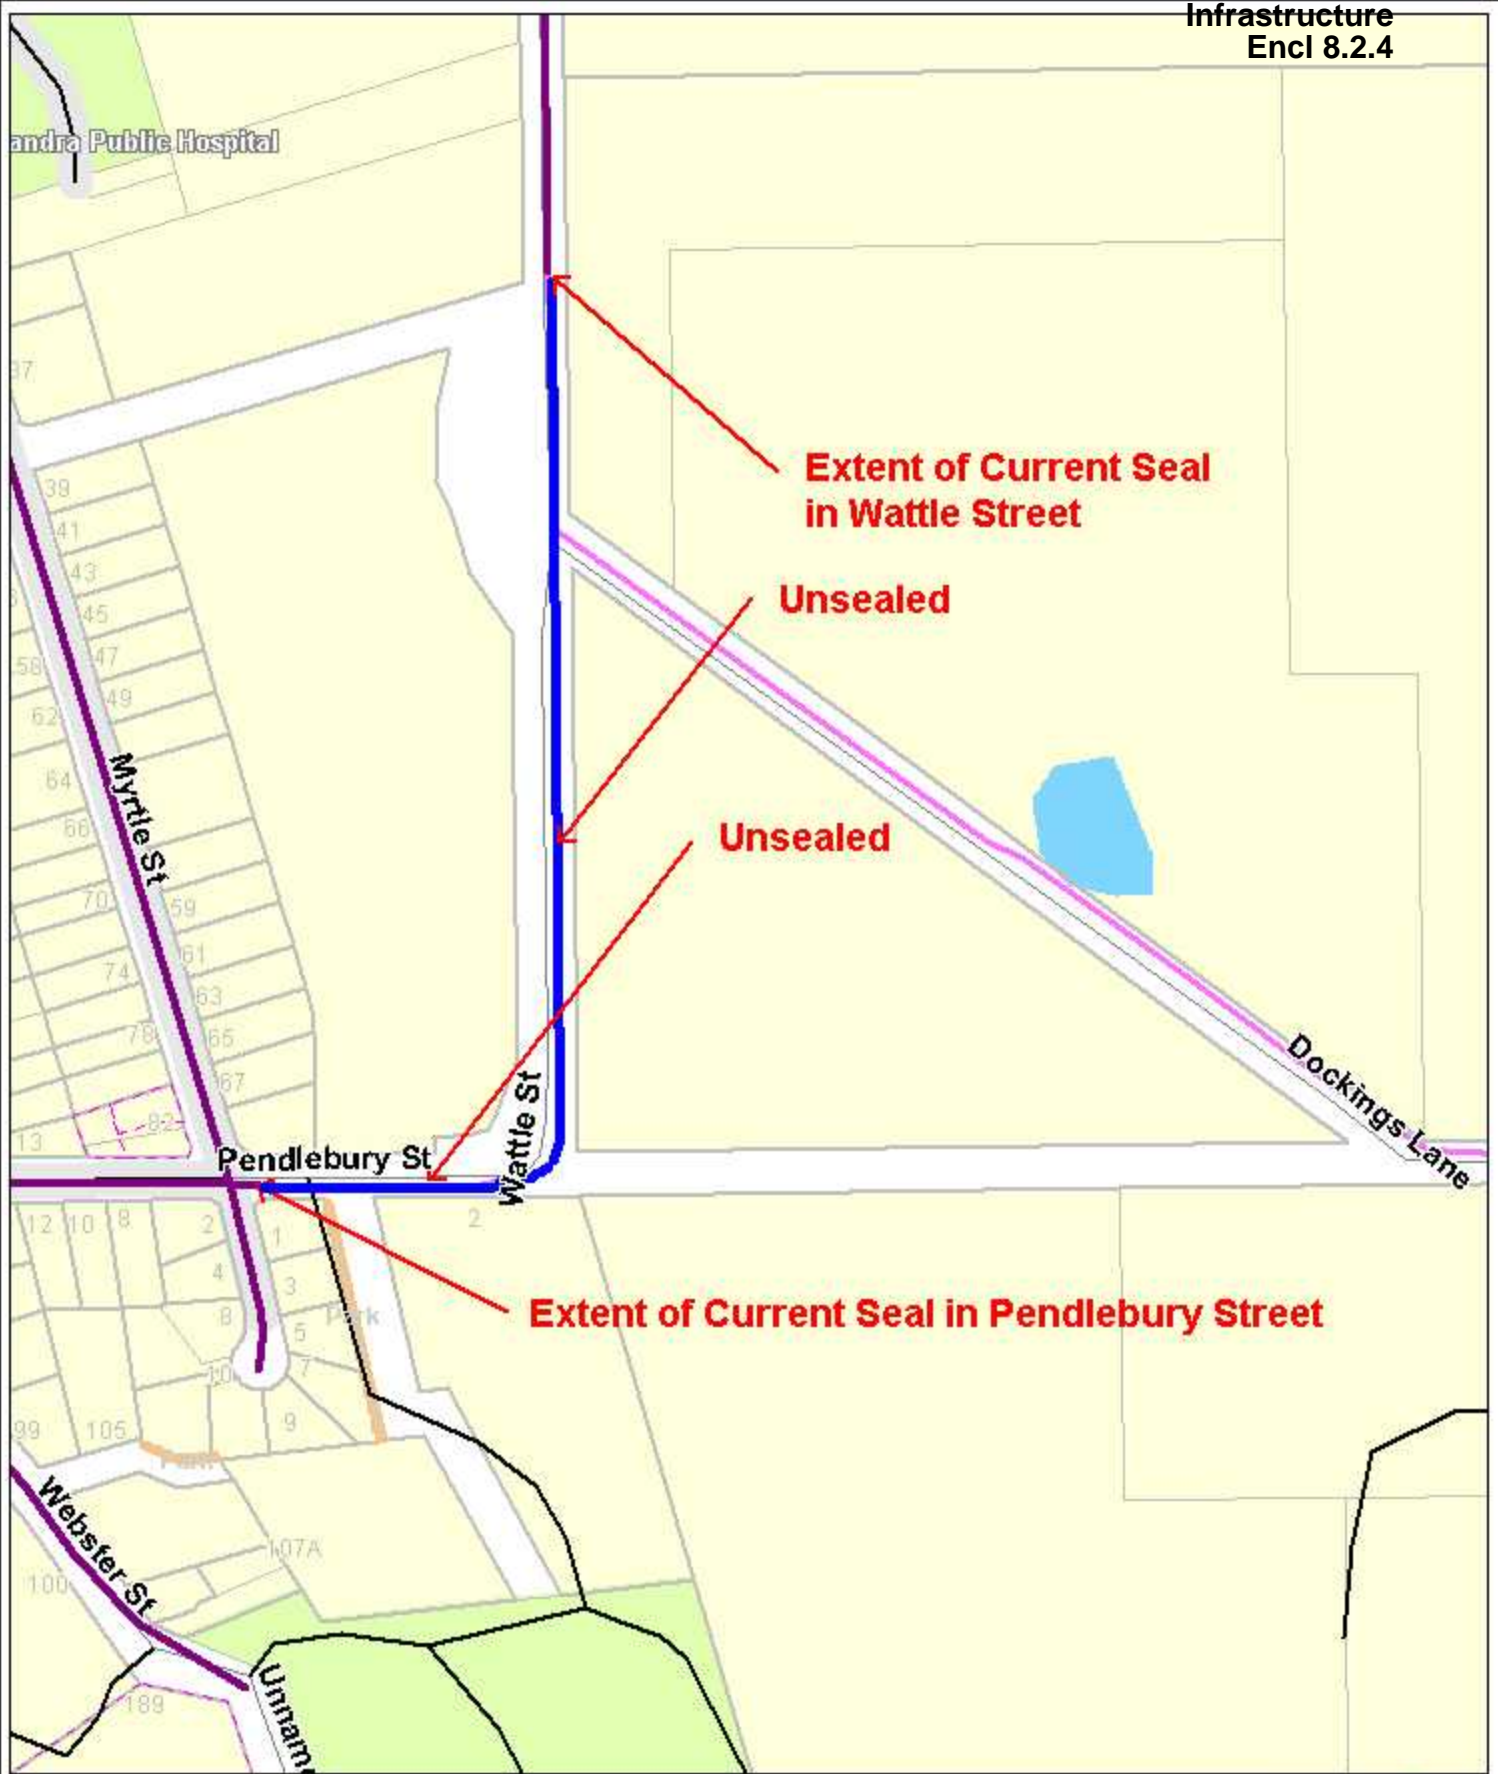 Infrastructure
Encl 8.2.4
andra Public Hospital
37
39
41
43
45
47
49
58
62
64
66
Myrtle St
70
59
61
74
63
78
65
67
82
13
Extent of Current Seal
in Wattle Street
Unsealed
Unsealed
Dockings Lane
Wattle St
Pendlebury St
12
10
8
2
1
2
4
3
8
5
Park
10
7
9
99
105
Extent of Current Seal in Pendlebury Street
Webster St
107A
100
189
Unnam